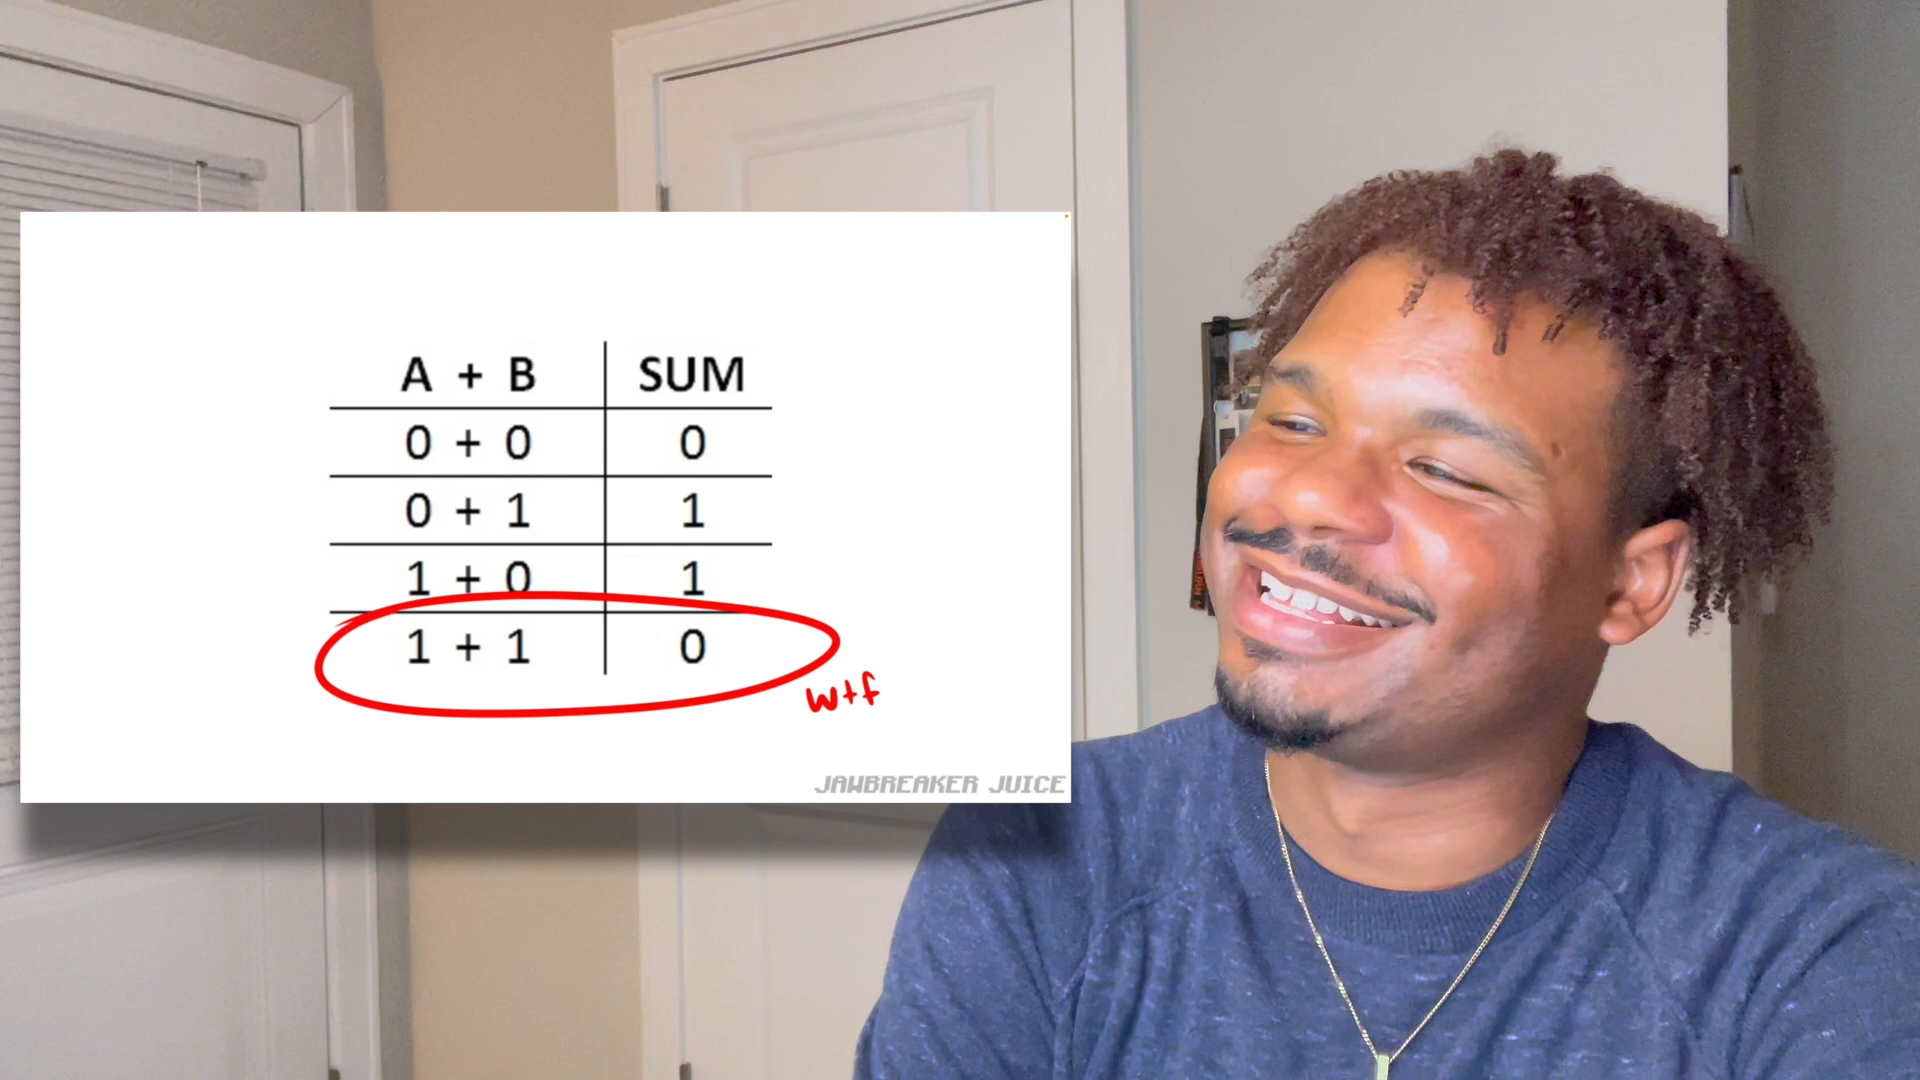 A + B SUM
0 + 0 0
0 + 1 1
1 + 0 1
1 + 1 0
wtf
JAWBREAKER JUICE